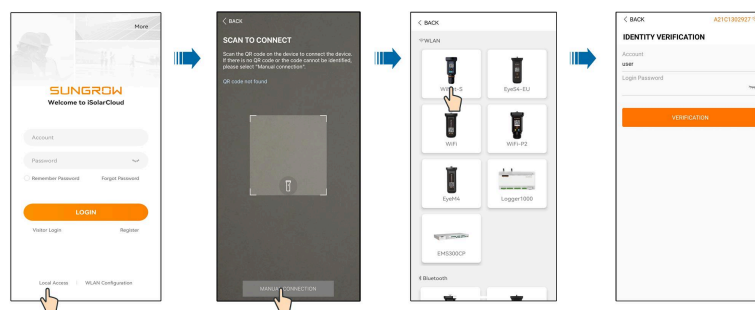 More
SUNGROW
Welcome to iSolarCloud
Account
Password
Remember Password Forgot Password
LOGIN
Visitor Login Register
Local Access WLAN Configuration
BACK
SCAN TO CONNECT
Scan the QR code on the device to connect the device.
If there is no QR code or the code cannot be identified,
please select "Manual connection".
QR code not found
MANUAL CONNECTION
BACK
WLAN
EyeS4-EU
WiFi
WiFi-P2
EyeM4
Logger1000
EMS300CP
Bluetooth
BACK
IDENTITY VERIFICATION
Account
user
Login Password
VERIFICATION